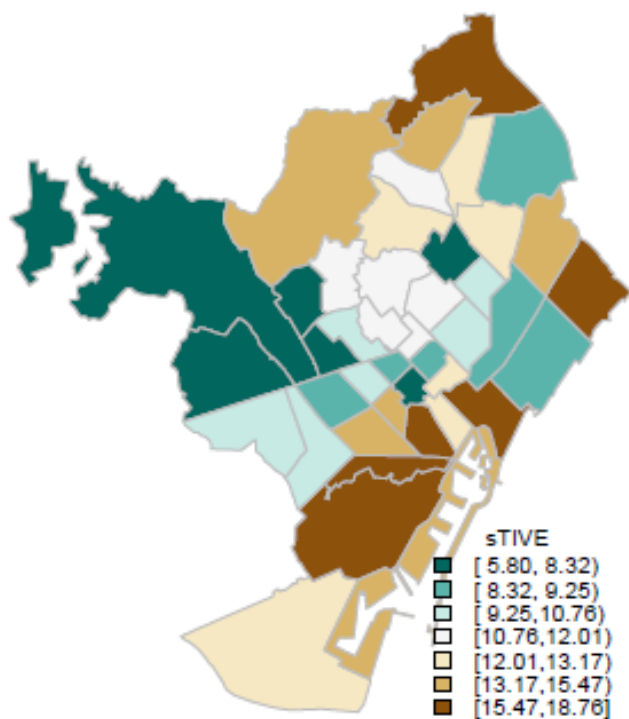 sTIVE
[ 5.80, 8.32)
[ 8.32, 9.25)
[ 9.25,10.76)
[10.76,12.01)
[12.01,13.17)
[13.17,15.47)
[15.47,18.76]